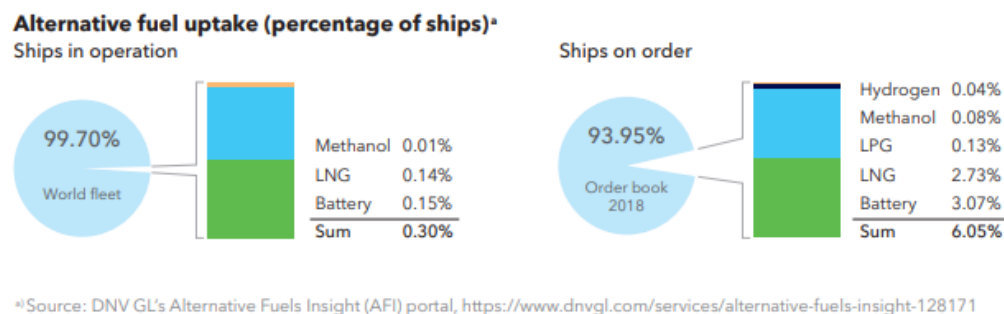 Alternative fuel uptake (percentage of ships)ᵃ
Ships in operation
99.70%
World fleet
Methanol 0.01%
LNG 0.14%
Battery 0.15%
Sum 0.30%
Ships on order
93.95%
Order book
2018
Hydrogen 0.04%
Methanol 0.08%
LPG 0.13%
LNG 2.73%
Battery 3.07%
Sum 6.05%
ᵃ⁾Source: DNV GL's Alternative Fuels Insight (AFI) portal, https://www.dnvgl.com/services/alternative-fuels-insight-128171